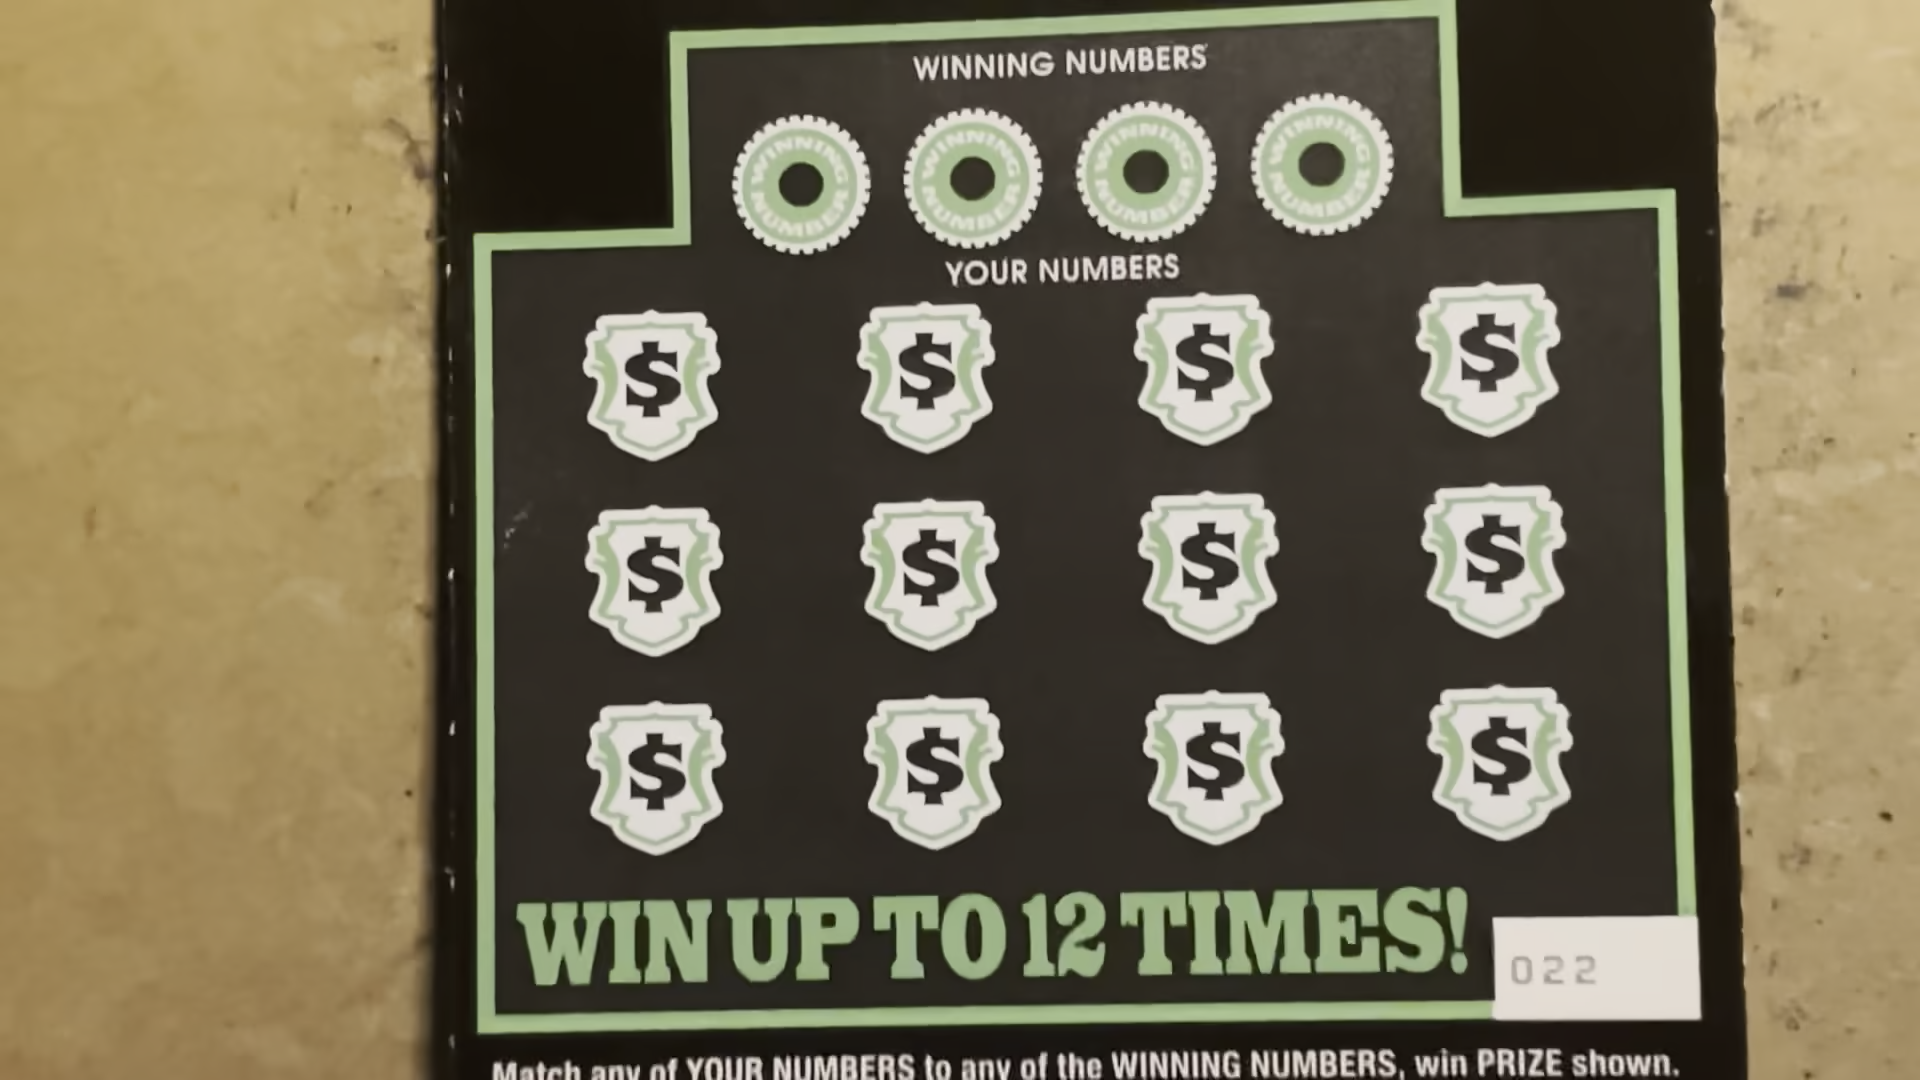 WINNING NUMBERS
WINNING NUMBER WINNING NUMBER WINNING NUMBER WINNING NUMBER
YOUR NUMBERS
$ $ $ $
$ $ $ $
$ $ $ $
WIN UP TO 12 TIMES!
022
Match any of YOUR NUMBERS to any of the WINNING NUMBERS, win PRIZE shown.